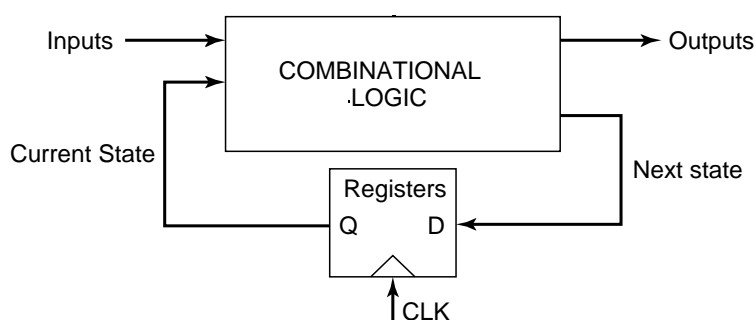 Inputs
Outputs
COMBINATIONAL
LOGIC
Current State
Next state
Registers
Q
D
CLK